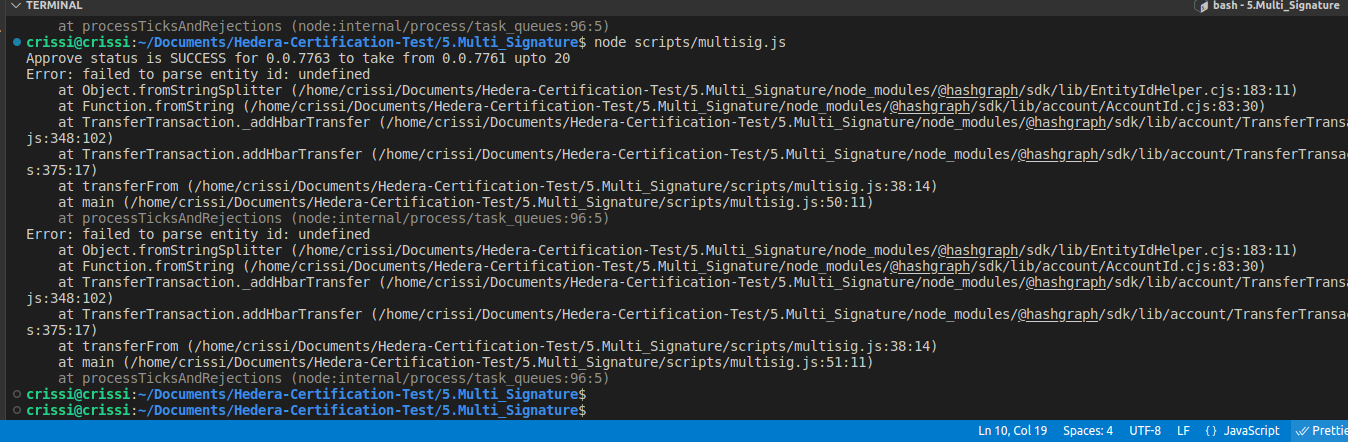 TERMINAL
bash - 5.Multi_Signature
at processTicksAndRejections (node:internal/process/task_queues:96:5)
crissi@crissi:~/Documents/Hedera-Certification-Test/5.Multi_Signature$ node scripts/multisig.js
Approve status is SUCCESS for 0.0.7763 to take from 0.0.7761 upto 20
Error: failed to parse entity id: undefined
at Object.fromStringSplitter (/home/crissi/Documents/Hedera-Certification-Test/5.Multi_Signature/node_modules/@hashgraph/sdk/lib/EntityIdHelper.cjs:183:11)
at Function.fromString (/home/crissi/Documents/Hedera-Certification-Test/5.Multi_Signature/node_modules/@hashgraph/sdk/lib/account/AccountId.cjs:83:30)
at TransferTransaction._addHbarTransfer (/home/crissi/Documents/Hedera-Certification-Test/5.Multi_Signature/node_modules/@hashgraph/sdk/lib/account/TransferTransac
js:348:102)
at TransferTransaction.addHbarTransfer (/home/crissi/Documents/Hedera-Certification-Test/5.Multi_Signature/node_modules/@hashgraph/sdk/lib/account/TransferTransac
s:375:17)
at transferFrom (/home/crissi/Documents/Hedera-Certification-Test/5.Multi_Signature/scripts/multisig.js:38:14)
at main (/home/crissi/Documents/Hedera-Certification-Test/5.Multi_Signature/scripts/multisig.js:50:11)
at processTicksAndRejections (node:internal/process/task_queues:96:5)
Error: failed to parse entity id: undefined
at Object.fromStringSplitter (/home/crissi/Documents/Hedera-Certification-Test/5.Multi_Signature/node_modules/@hashgraph/sdk/lib/EntityIdHelper.cjs:183:11)
at Function.fromString (/home/crissi/Documents/Hedera-Certification-Test/5.Multi_Signature/node_modules/@hashgraph/sdk/lib/account/AccountId.cjs:83:30)
at TransferTransaction._addHbarTransfer (/home/crissi/Documents/Hedera-Certification-Test/5.Multi_Signature/node_modules/@hashgraph/sdk/lib/account/TransferTransac
js:348:102)
at TransferTransaction.addHbarTransfer (/home/crissi/Documents/Hedera-Certification-Test/5.Multi_Signature/node_modules/@hashgraph/sdk/lib/account/TransferTransac
s:375:17)
at transferFrom (/home/crissi/Documents/Hedera-Certification-Test/5.Multi_Signature/scripts/multisig.js:38:14)
at main (/home/crissi/Documents/Hedera-Certification-Test/5.Multi_Signature/scripts/multisig.js:51:11)
at processTicksAndRejections (node:internal/process/task_queues:96:5)
crissi@crissi:~/Documents/Hedera-Certification-Test/5.Multi_Signature$
crissi@crissi:~/Documents/Hedera-Certification-Test/5.Multi_Signature$
Ln 10, Col 19 Spaces: 4 UTF-8 LF {} JavaScript Prettie